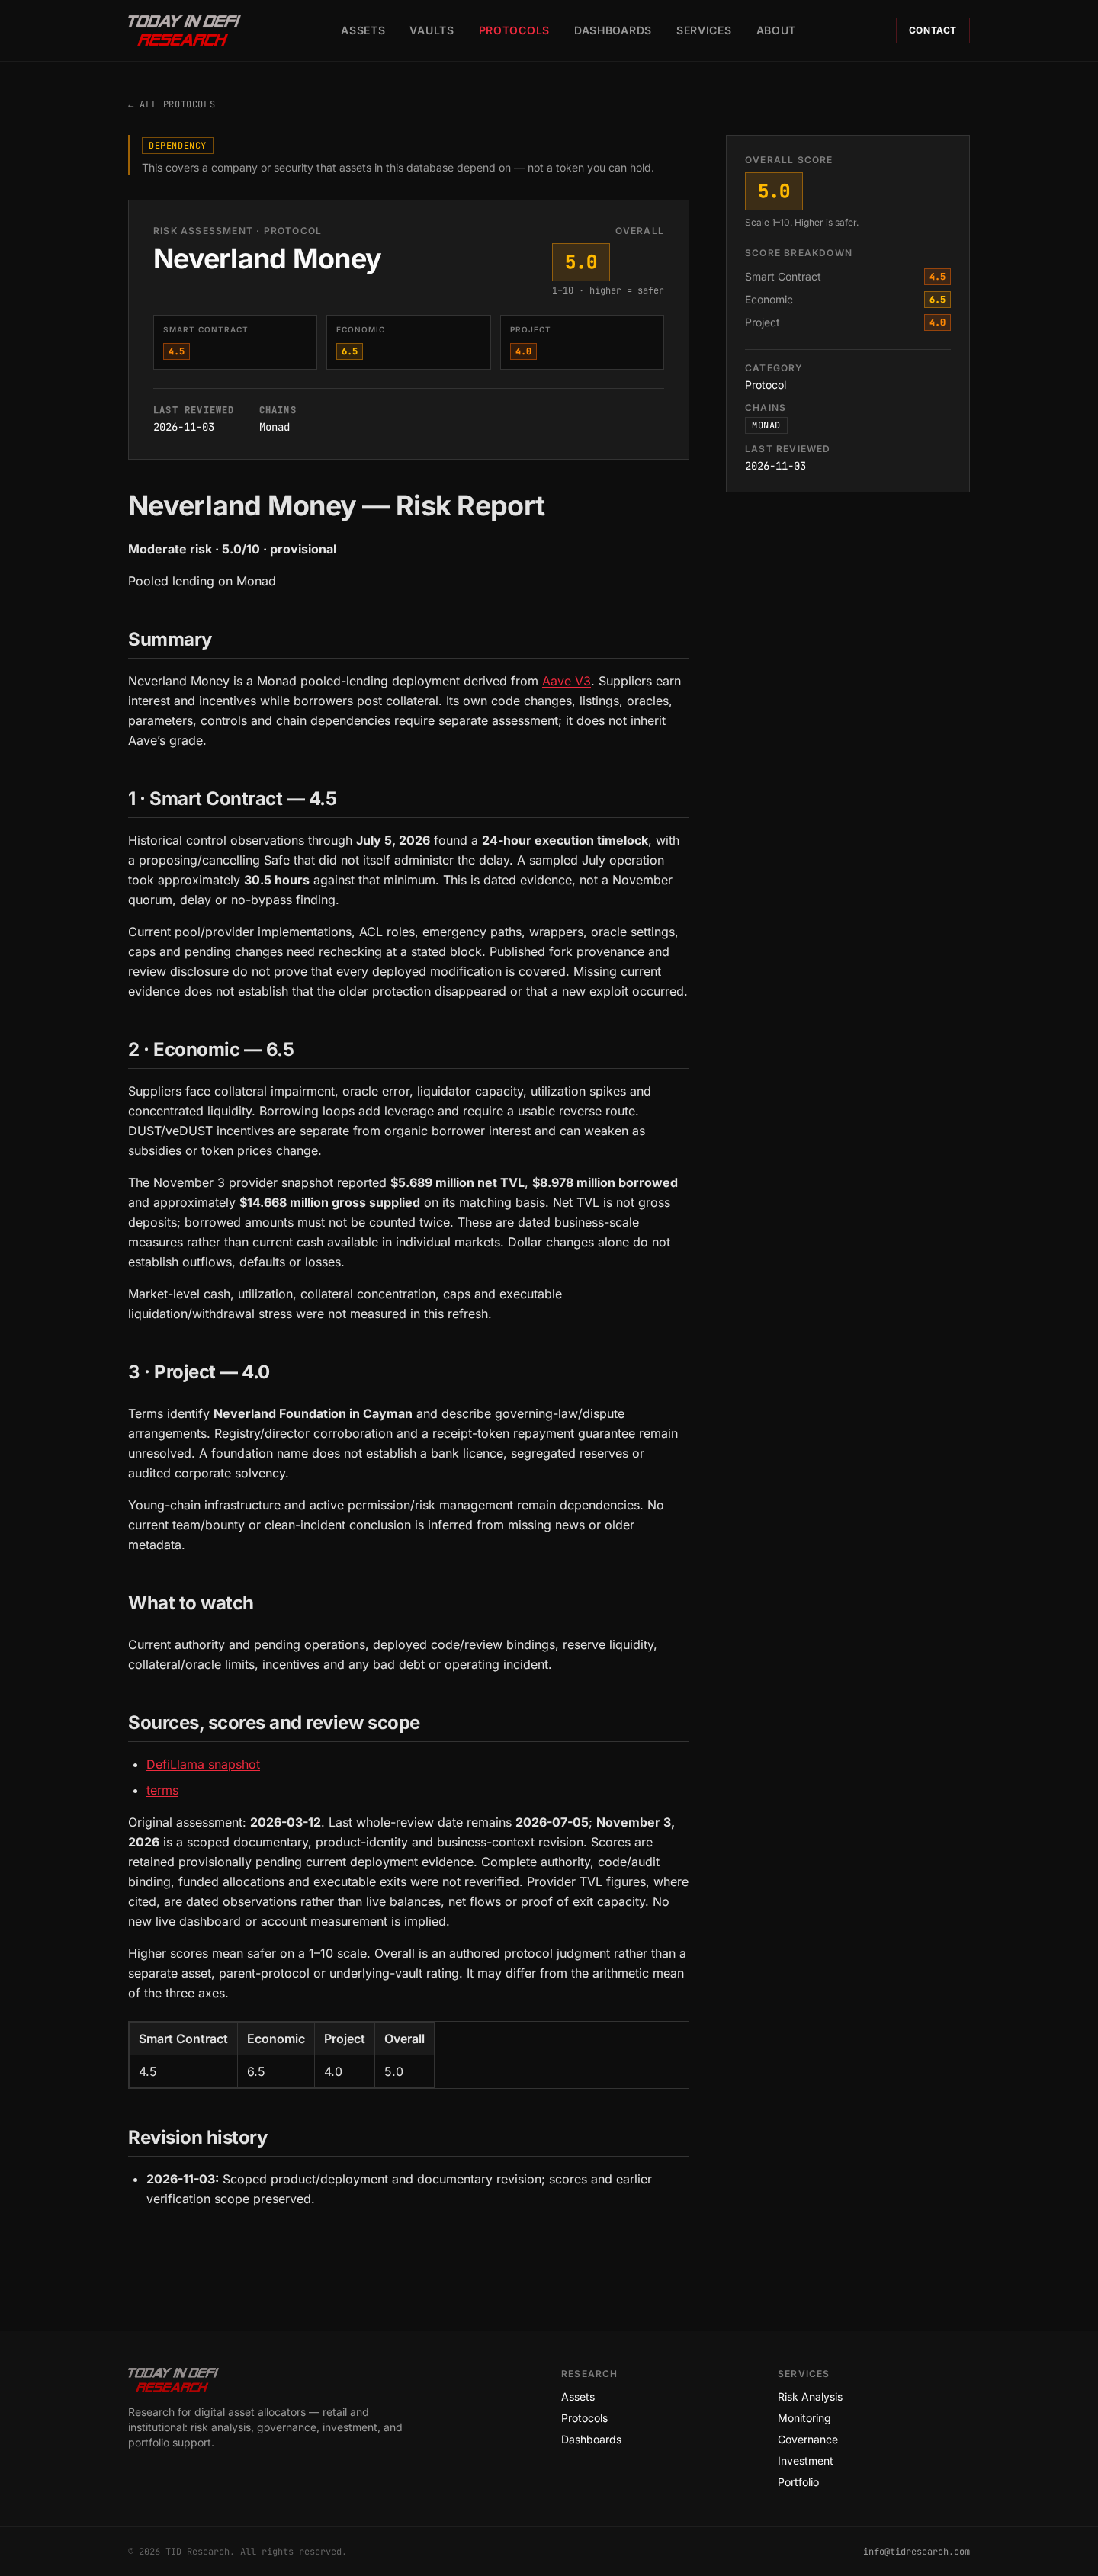 TODAY IN DEFI
RESEARCH
ASSETS VAULTS PROTOCOLS DASHBOARDS SERVICES ABOUT
CONTACT
← ALL PROTOCOLS
DEPENDENCY
This covers a company or security that assets in this database depend on — not a token you can hold.
RISK ASSESSMENT · PROTOCOL
Neverland Money
OVERALL
5.0
1–10 · higher = safer
SMART CONTRACT
4.5
ECONOMIC
6.5
PROJECT
4.0
LAST REVIEWED
2026-11-03
CHAINS
Monad
OVERALL SCORE
5.0
Scale 1–10. Higher is safer.
SCORE BREAKDOWN
Smart Contract 4.5
Economic 6.5
Project 4.0
CATEGORY
Protocol
CHAINS
MONAD
LAST REVIEWED
2026-11-03
Neverland Money — Risk Report
Moderate risk · 5.0/10 · provisional
Pooled lending on Monad
Summary
Neverland Money is a Monad pooled-lending deployment derived from Aave V3. Suppliers earn
interest and incentives while borrowers post collateral. Its own code changes, listings, oracles,
parameters, controls and chain dependencies require separate assessment; it does not inherit
Aave’s grade.
1 · Smart Contract — 4.5
Historical control observations through July 5, 2026 found a 24-hour execution timelock, with
a proposing/cancelling Safe that did not itself administer the delay. A sampled July operation
took approximately 30.5 hours against that minimum. This is dated evidence, not a November
quorum, delay or no-bypass finding.
Current pool/provider implementations, ACL roles, emergency paths, wrappers, oracle settings,
caps and pending changes need rechecking at a stated block. Published fork provenance and
review disclosure do not prove that every deployed modification is covered. Missing current
evidence does not establish that the older protection disappeared or that a new exploit occurred.
2 · Economic — 6.5
Suppliers face collateral impairment, oracle error, liquidator capacity, utilization spikes and
concentrated liquidity. Borrowing loops add leverage and require a usable reverse route.
DUST/veDUST incentives are separate from organic borrower interest and can weaken as
subsidies or token prices change.
The November 3 provider snapshot reported $5.689 million net TVL, $8.978 million borrowed
and approximately $14.668 million gross supplied on its matching basis. Net TVL is not gross
deposits; borrowed amounts must not be counted twice. These are dated business-scale
measures rather than current cash available in individual markets. Dollar changes alone do not
establish outflows, defaults or losses.
Market-level cash, utilization, collateral concentration, caps and executable
liquidation/withdrawal stress were not measured in this refresh.
3 · Project — 4.0
Terms identify Neverland Foundation in Cayman and describe governing-law/dispute
arrangements. Registry/director corroboration and a receipt-token repayment guarantee remain
unresolved. A foundation name does not establish a bank licence, segregated reserves or
audited corporate solvency.
Young-chain infrastructure and active permission/risk management remain dependencies. No
current team/bounty or clean-incident conclusion is inferred from missing news or older
metadata.
What to watch
Current authority and pending operations, deployed code/review bindings, reserve liquidity,
collateral/oracle limits, incentives and any bad debt or operating incident.
Sources, scores and review scope
• DefiLlama snapshot
• terms
Original assessment: 2026-03-12. Last whole-review date remains 2026-07-05; November 3,
2026 is a scoped documentary, product-identity and business-context revision. Scores are
retained provisionally pending current deployment evidence. Complete authority, code/audit
binding, funded allocations and executable exits were not reverified. Provider TVL figures, where
cited, are dated observations rather than live balances, net flows or proof of exit capacity. No
new live dashboard or account measurement is implied.
Higher scores mean safer on a 1–10 scale. Overall is an authored protocol judgment rather than a
separate asset, parent-protocol or underlying-vault rating. It may differ from the arithmetic mean
of the three axes.
Smart Contract Economic Project Overall
4.5 6.5 4.0 5.0
Revision history
• 2026-11-03: Scoped product/deployment and documentary revision; scores and earlier
verification scope preserved.
TODAY IN DEFI
RESEARCH
Research for digital asset allocators — retail and
institutional: risk analysis, governance, investment, and
portfolio support.
RESEARCH
Assets
Protocols
Dashboards
SERVICES
Risk Analysis
Monitoring
Governance
Investment
Portfolio
© 2026 TID Research. All rights reserved.
info@tidresearch.com